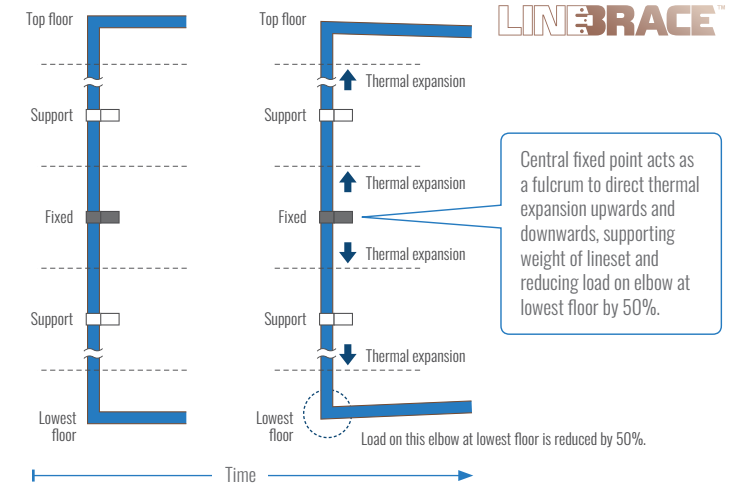 LINEBRACE™
Top floor
Support
Fixed
Support
Lowest
floor
Top floor
Thermal expansion
Support
Thermal expansion
Fixed
Thermal expansion
Support
Thermal expansion
Lowest
floor
Load on this elbow at lowest floor is reduced by 50%.
Central fixed point acts as
a fulcrum to direct thermal
expansion upwards and
downwards, supporting
weight of lineset and
reducing load on elbow at
lowest floor by 50%.
Time